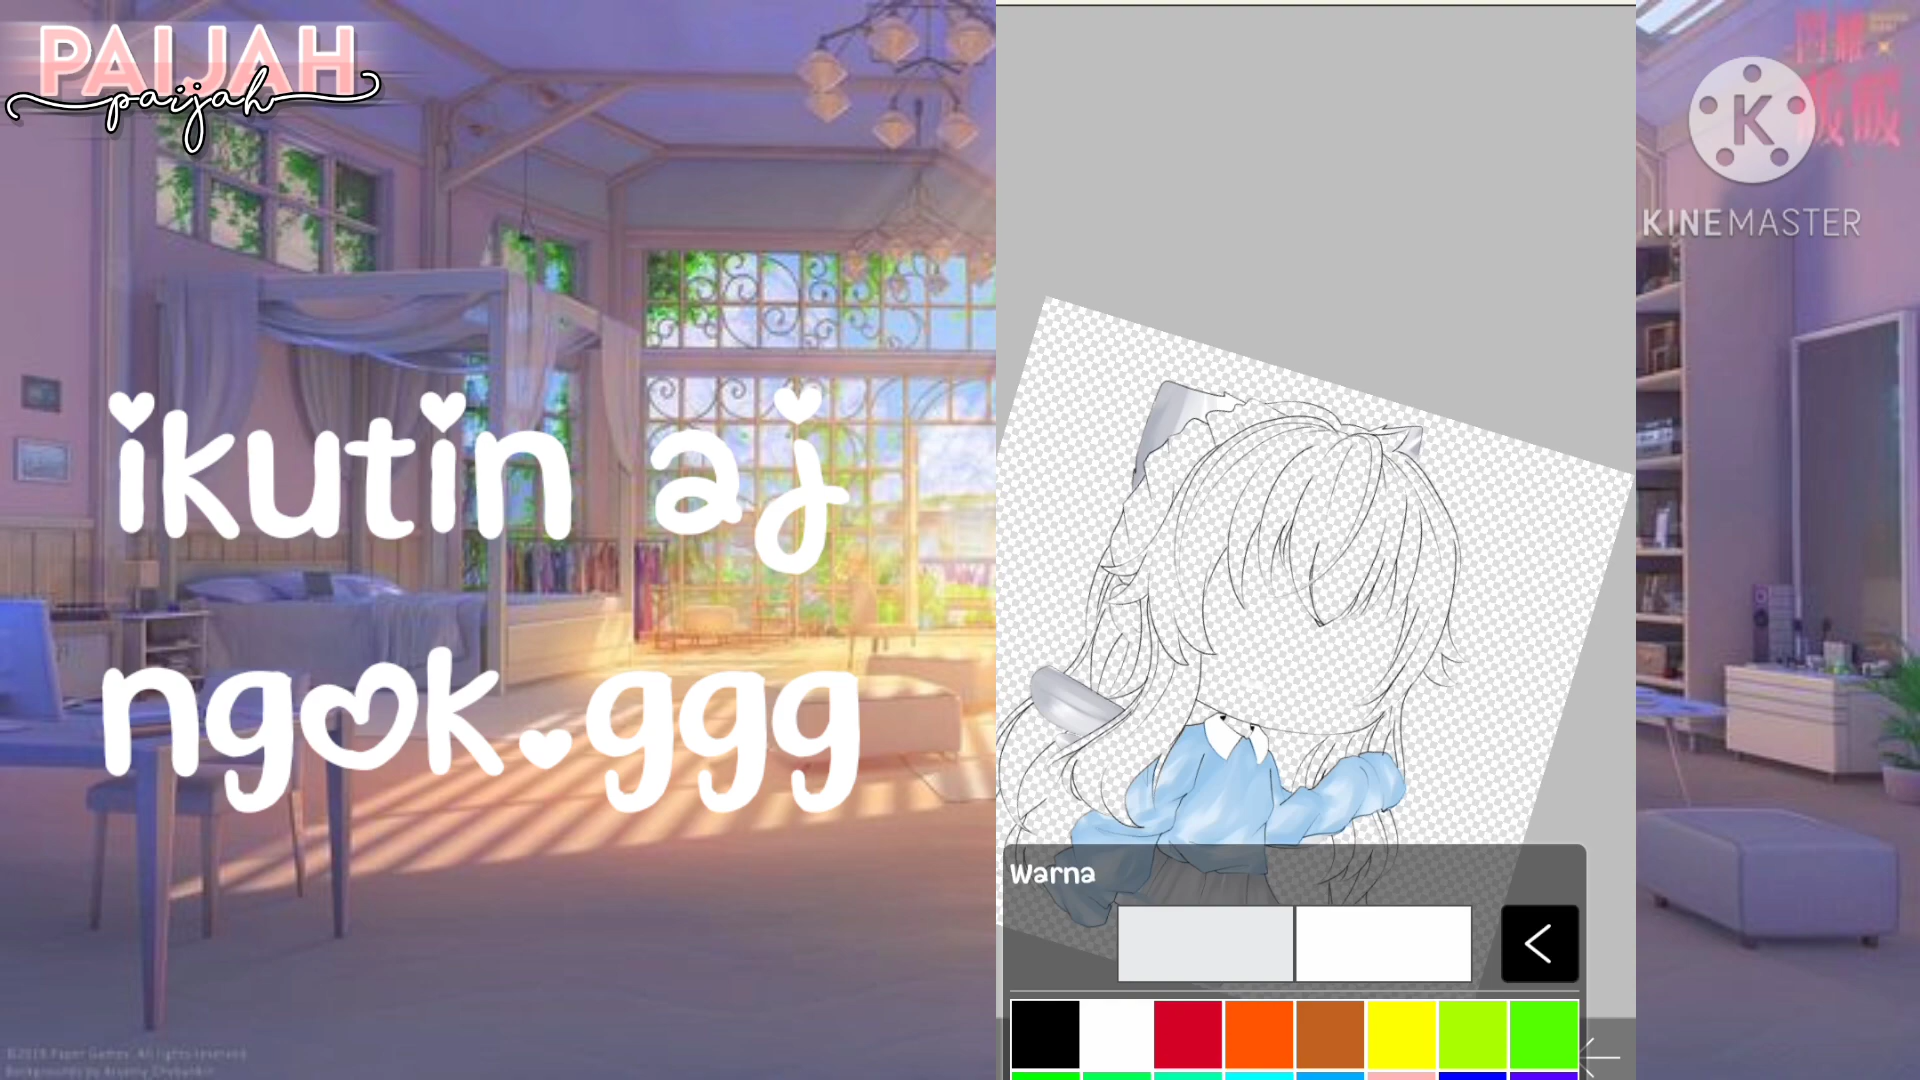 PAIJAH
paijah
K
KINEMASTER
ikutin aj
ngok.ggg
Warna